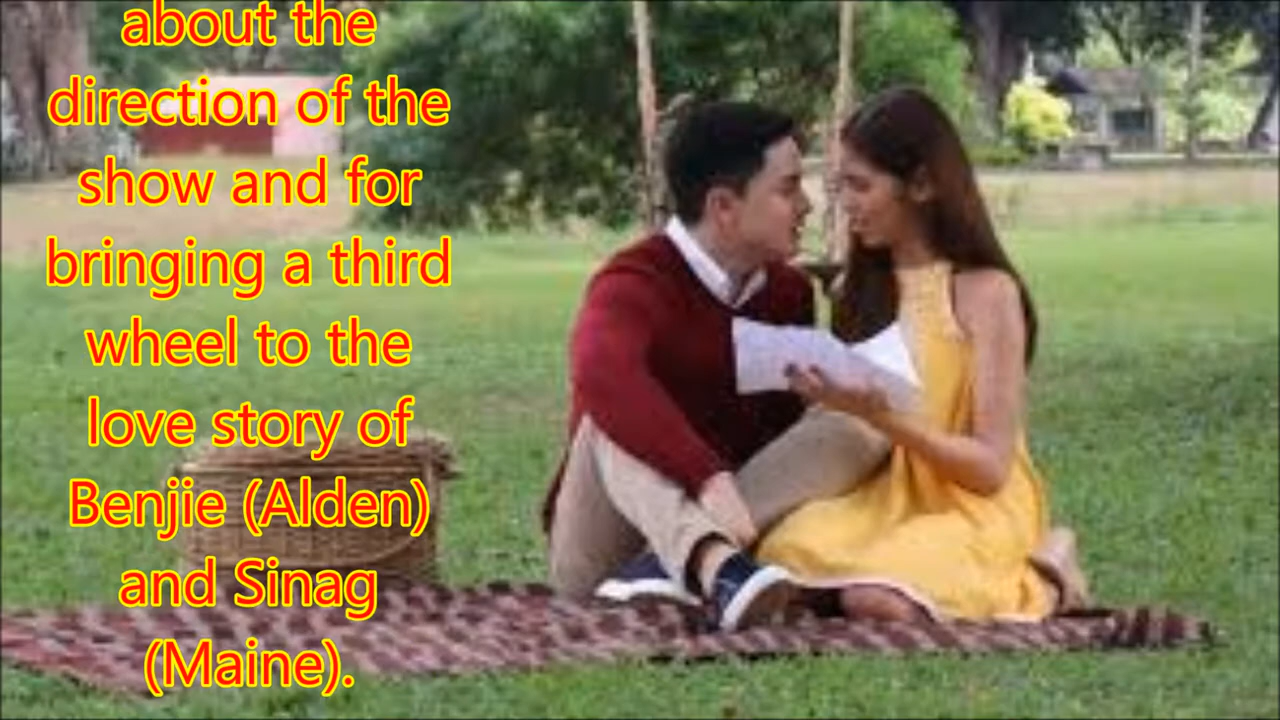 about the
direction of the
show and for
bringing a third
wheel to the
love story of
Benjie (Alden)
and Sinag
(Maine).